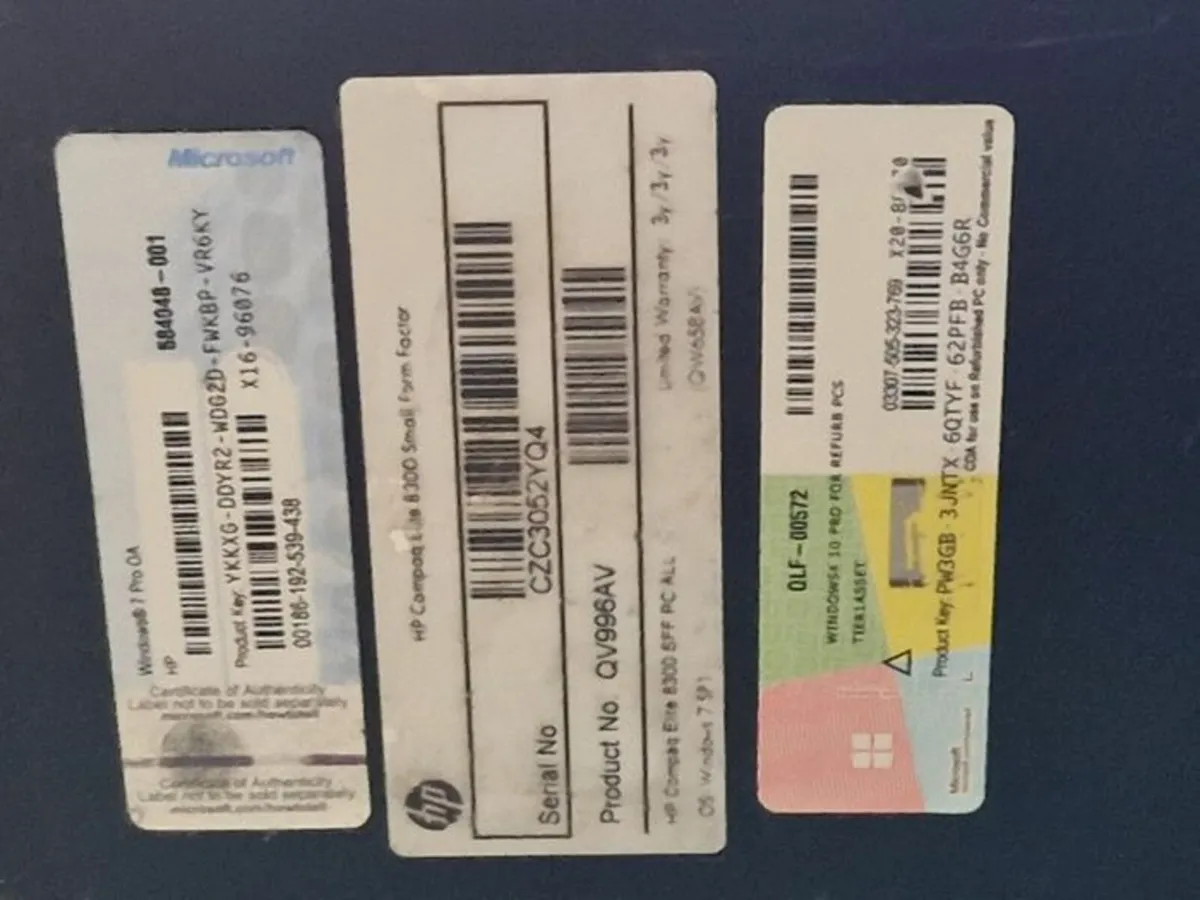 Microsoft
Windows® 7 Pro OA
HP
684048-001
Product Key: YKKXG-DDYR2-WDG2D-FWKBP-VR6KY
X16-96076
00186-192-539-438
Certificate of Authenticity
Label not to be sold separately
microsoft.com/howtotell
Certificate of Authenticity
Label not to be sold separately
microsoft.com/howtotell
hp
HP Compaq Elite 8300 Small Form Factor
Serial No CZC3052YQ4
Product No. QV996AV
HP Compaq Elite 8300 SFF PC ALL
Limited Warranty: 3y/3y/3y
OS Windows 7 SP1
QLF-00572
WINDOWS® 10 PRO FOR REFURB PCS
TIER1ASSET
03307-505-323-769
Product Key: PW3GB 3JNTX 6QTYF 62PFB B4G6R
COA for use on Refurbished PC only - No Commercial value
Microsoft